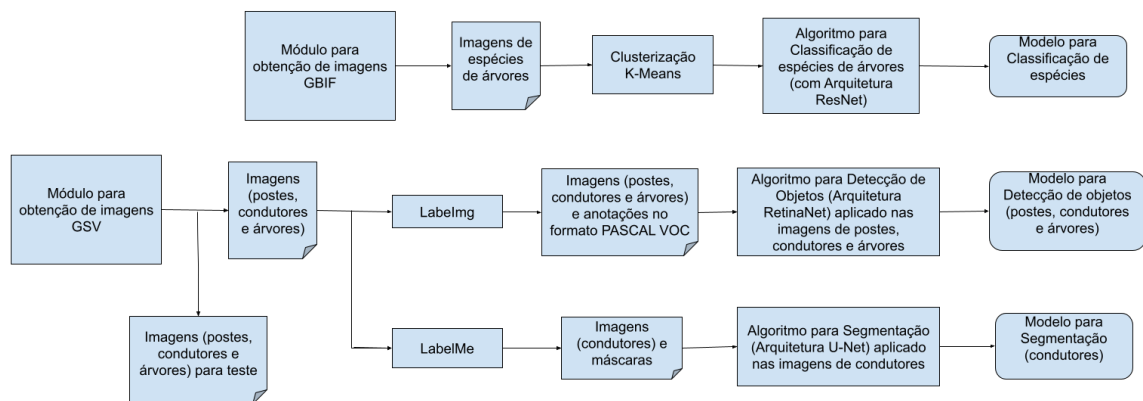 Módulo para
obtenção de imagens
GBIF
Imagens de
espécies de
árvores
Clusterização
K-Means
Algoritmo para
Classificação de
espécies de árvores
(com Arquitetura
ResNet)
Modelo para
Classificação de
espécies
Módulo para
obtenção de imagens
GSV
Imagens
(postes,
condutores
e árvores)
LabelImg
Imagens (postes,
condutores e árvores)
e anotações no
formato PASCAL VOC
Algoritmo para Detecção de
Objetos (Arquitetura
RetinaNet) aplicado nas
imagens de postes,
condutores e árvores
Modelo para
Detecção de objetos
(postes, condutores
e árvores)
Imagens (postes,
condutores e
árvores) para teste
LabelMe
Imagens
(condutores) e
máscaras
Algoritmo para Segmentação
(Arquitetura U-Net) aplicado
nas imagens de condutores
Modelo para
Segmentação
(condutores)